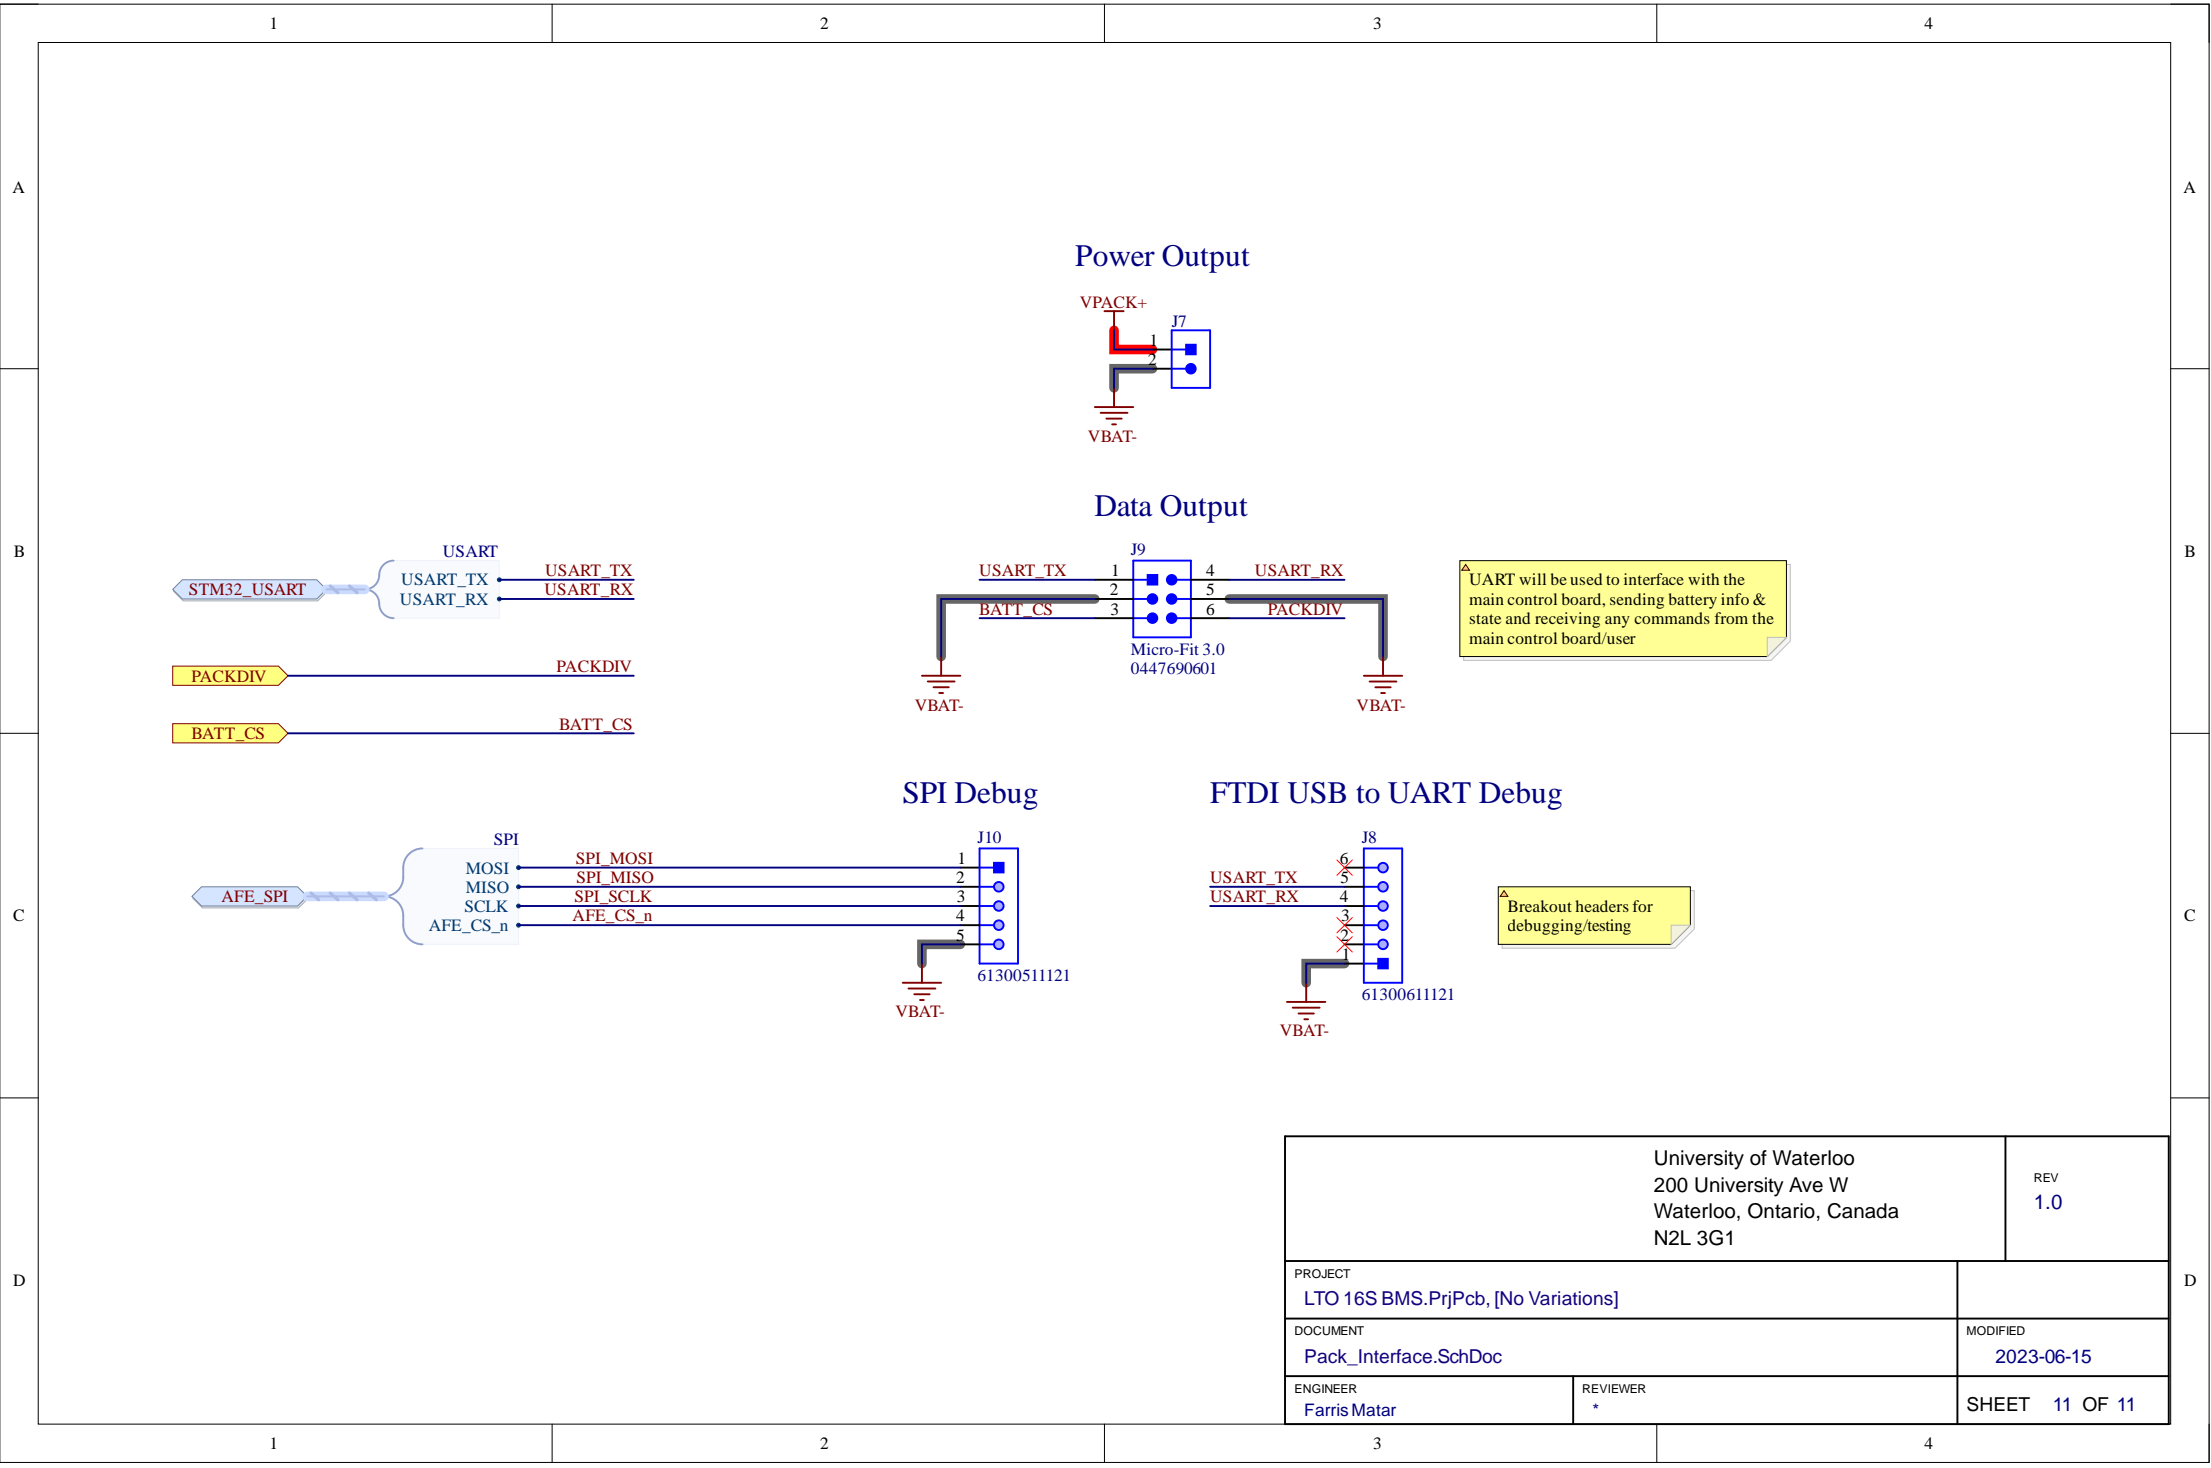 1 2 3 4
A A
Power Output
VPACK+
J7
1
2
VBAT-
Data Output
B B
USART
STM32_USART
USART_TX USART_TX
USART_RX USART_RX
J9
USART_TX 1 4 USART_RX
2 5
BATT_CS 3 6 PACKDIV
Micro-Fit 3.0
0447690601
VBAT- VBAT-
UART will be used to interface with the
main control board, sending battery info &
state and receiving any commands from the
main control board/user
PACKDIV PACKDIV
BATT_CS BATT_CS
SPI Debug
FTDI USB to UART Debug
C C
SPI
AFE_SPI
MOSI SPI_MOSI 1
MISO SPI_MISO 2
SCLK SPI_SCLK 3
AFE_CS_n AFE_CS_n 4
5
J10
61300511121
VBAT-
J8
6
USART_TX 5
USART_RX 4
3
2
1
61300611121
VBAT-
Breakout headers for
debugging/testing
D D
University of Waterloo
200 University Ave W
Waterloo, Ontario, Canada
N2L 3G1
REV
1.0
PROJECT
LTO 16S BMS.PrjPcb, [No Variations]
DOCUMENT
Pack_Interface.SchDoc
MODIFIED
2023-06-15
ENGINEER
Farris Matar
REVIEWER
*
SHEET 11 OF 11
1 2 3 4